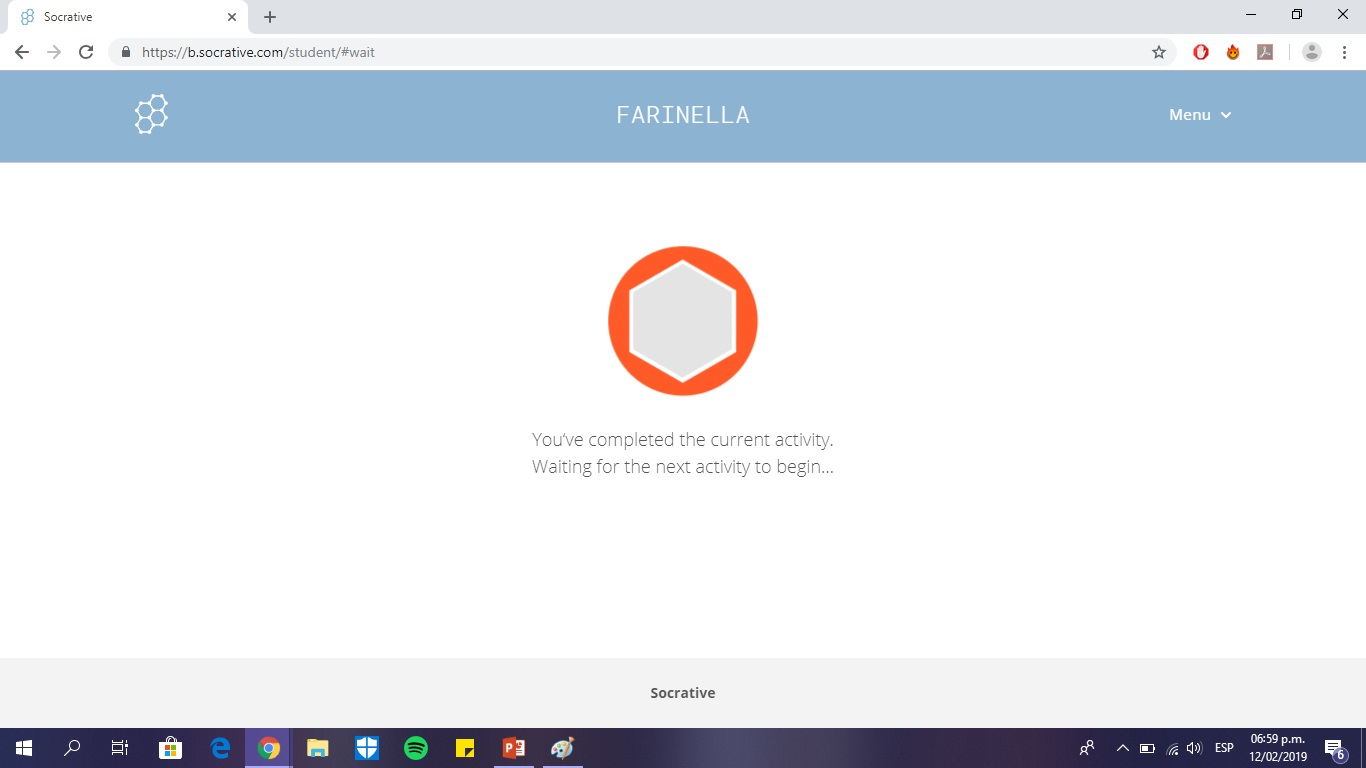 Socrative
https://b.socrative.com/student/#wait
FARINELLA
Menu
You've completed the current activity.
Waiting for the next activity to begin...
Socrative
ESP
06:59 p.m.
12/02/2019
6